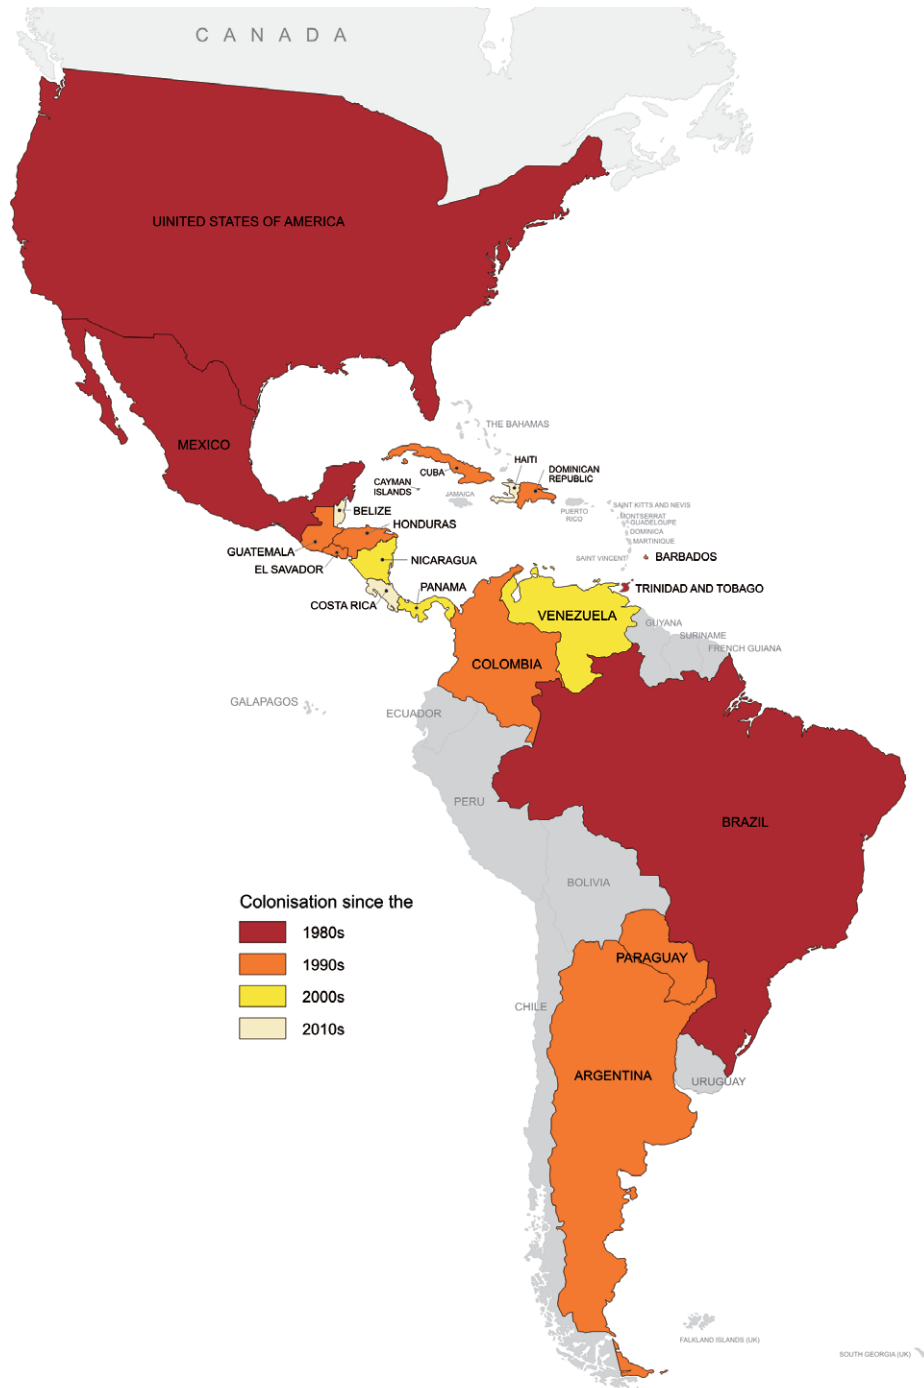 CANADA
UINITED STATES OF AMERICA
MEXICO
THE BAHAMAS
CUBA
HAITI
DOMINICAN
REPUBLIC
CAYMAN
ISLANDS
JAMAICA
PUERTO
RICO
SAINT KITTS AND NEVIS
MONTSERRAT
GUADELOUPE
DOMINICA
MARTINIQUE
SAINT VINCENT
BARBADOS
BELIZE
HONDURAS
GUATEMALA
EL SAVADOR
NICARAGUA
PANAMA
COSTA RICA
TRINIDAD AND TOBAGO
VENEZUELA
GUYANA
SURINAME
FRENCH GUIANA
COLOMBIA
GALAPAGOS
ECUADOR
PERU
BRAZIL
BOLIVIA
Colonisation since the
1980s
1990s
2000s
2010s
PARAGUAY
CHILE
ARGENTINA
URUGUAY
FALKLAND ISLANDS (UK)
SOUTH GEORGIA (UK)